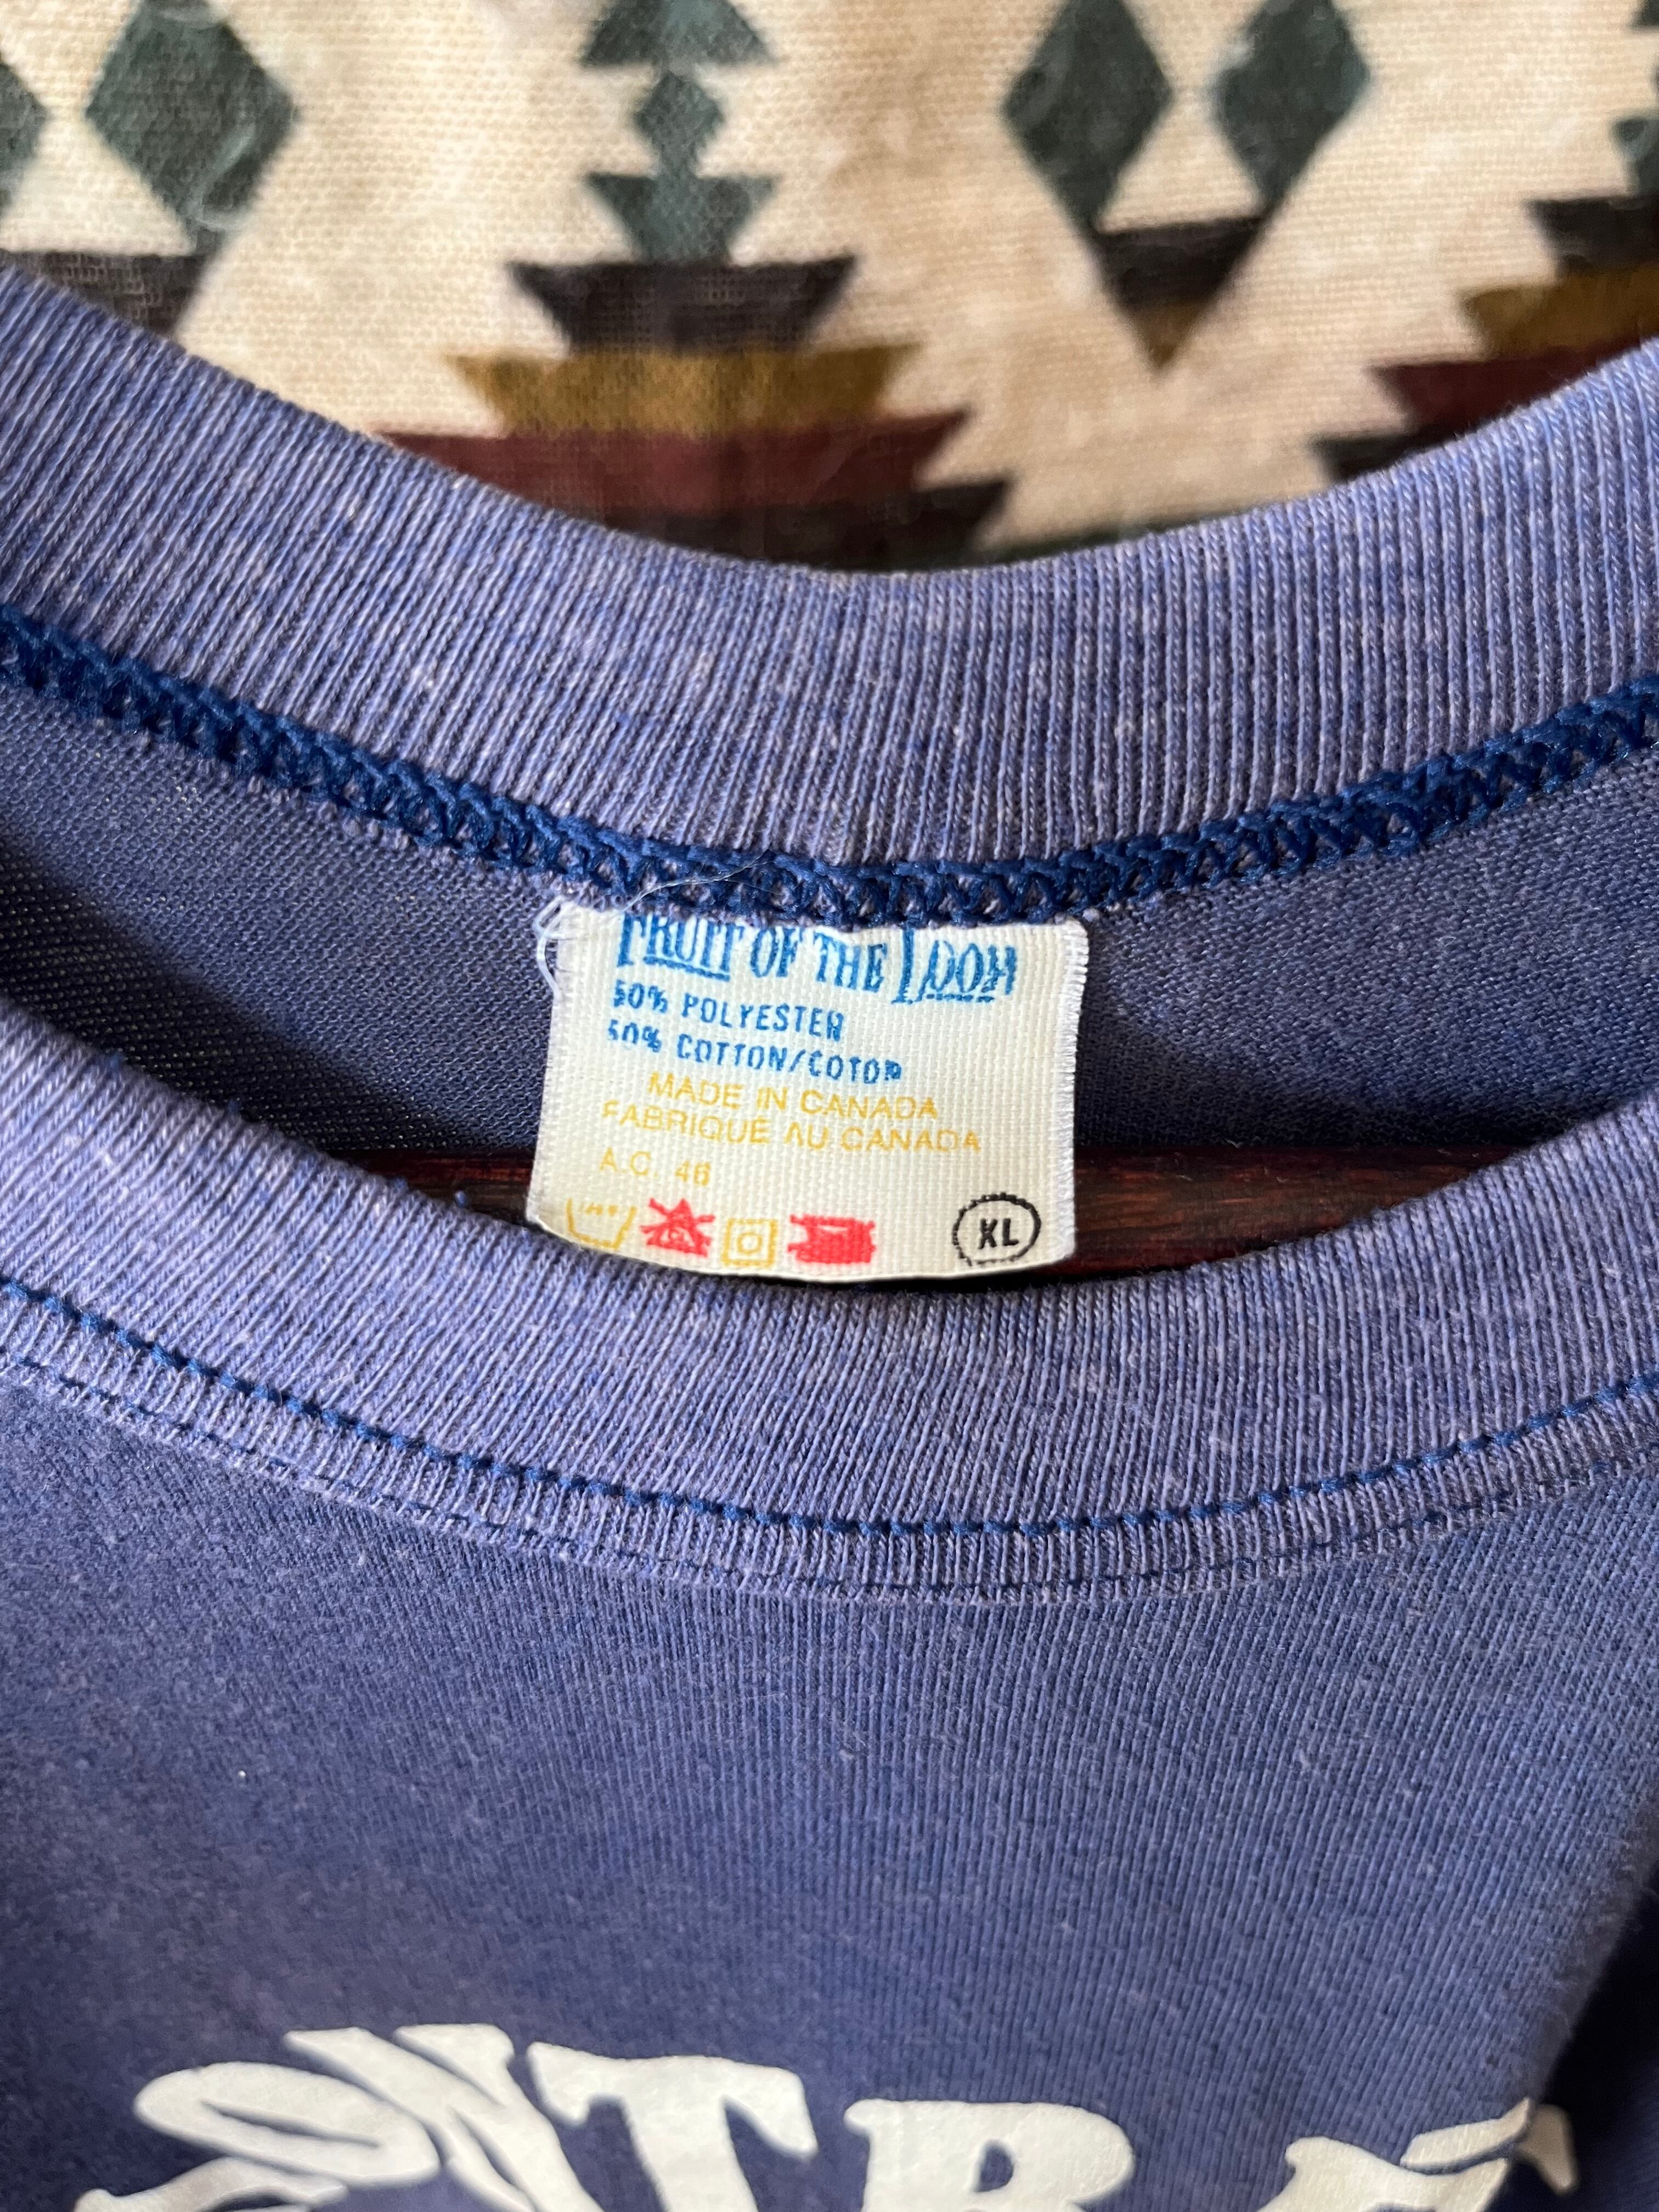 FRUIT OF THE LOOM
50% POLYESTER
50% COTTON/COTON
MADE IN CANADA
FABRIQUÉ AU CANADA
A.C. 46
XL